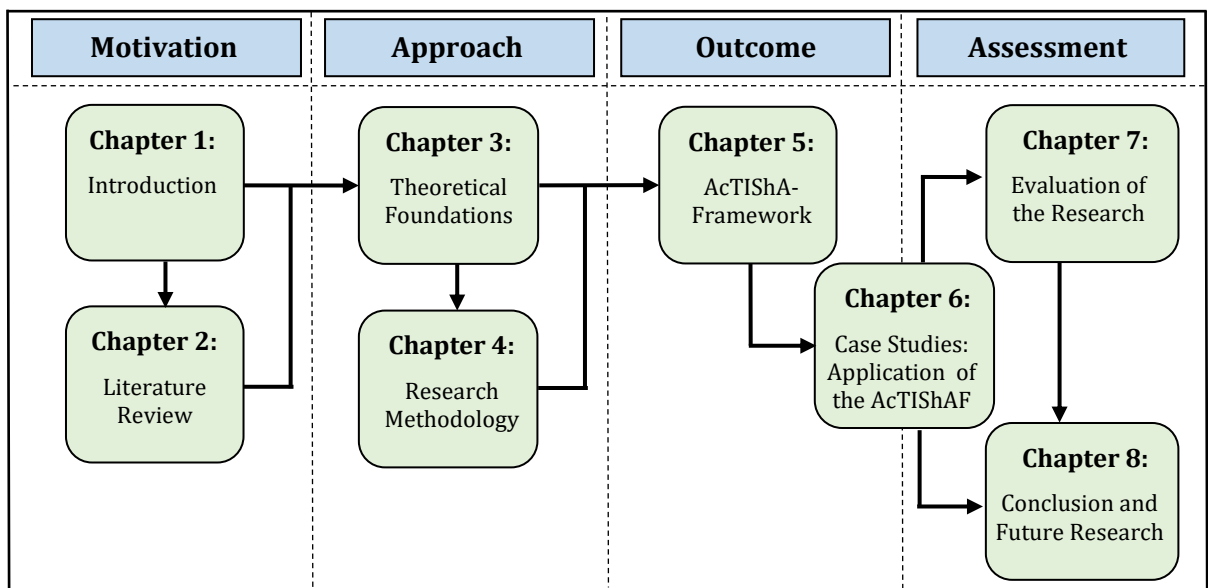 Motivation
Approach
Outcome
Assessment
Chapter 1:
Introduction
Chapter 2:
Literature
Review
Chapter 3:
Theoretical
Foundations
Chapter 4:
Research
Methodology
Chapter 5:
AcTIShA-
Framework
Chapter 6:
Case Studies:
Application of
the AcTIShAF
Chapter 7:
Evaluation of
the Research
Chapter 8:
Conclusion and
Future Research